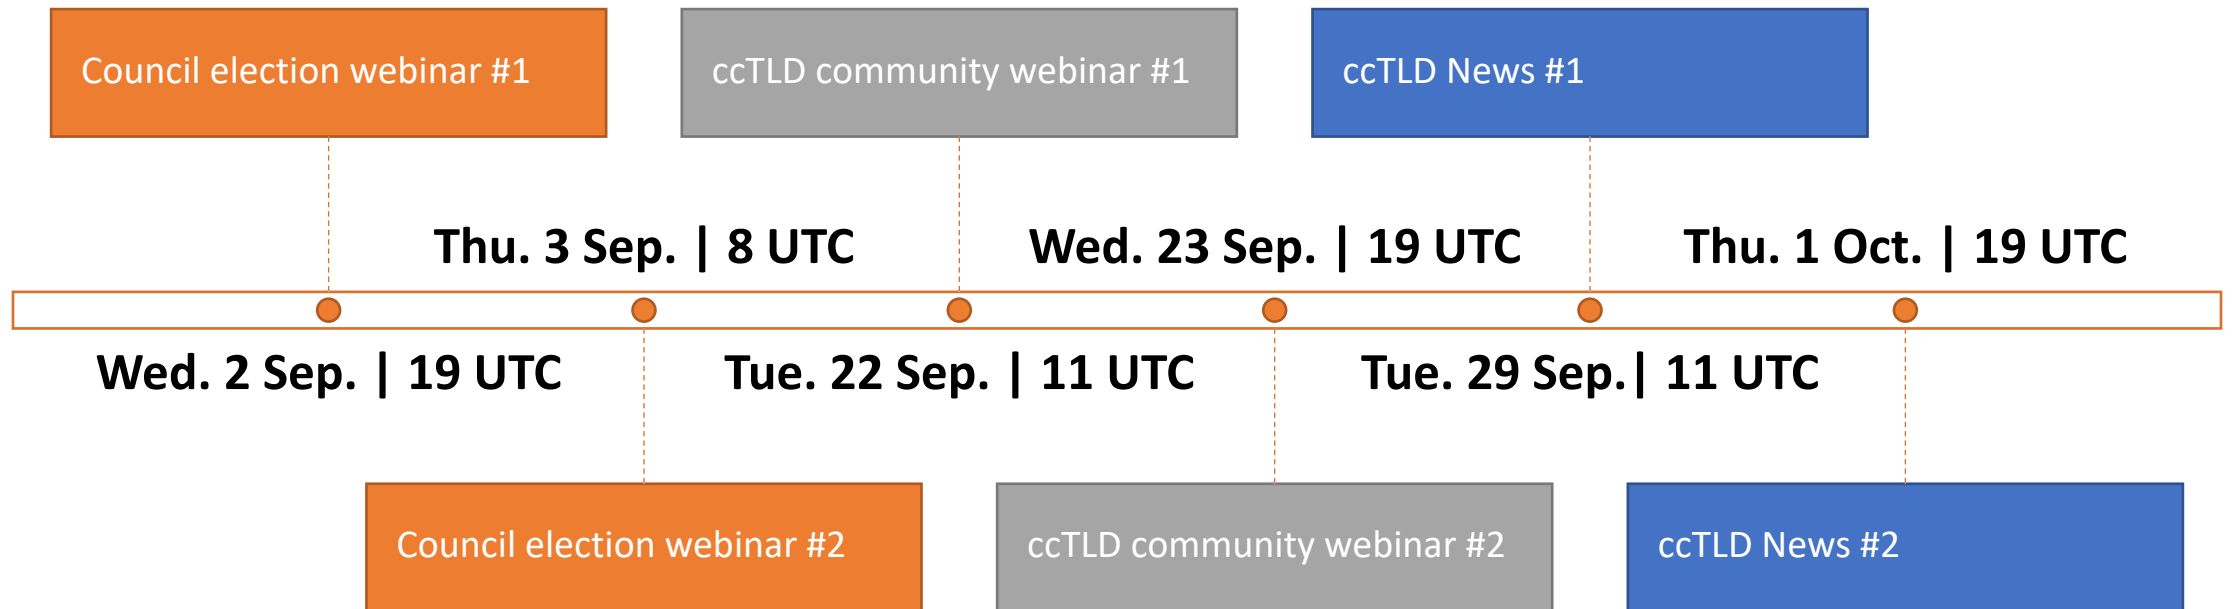 Council election webinar #1
ccTLD community webinar #1
ccTLD News #1
Thu. 3 Sep. | 8 UTC
Wed. 23 Sep. | 19 UTC
Thu. 1 Oct. | 19 UTC
Wed. 2 Sep. | 19 UTC
Tue. 22 Sep. | 11 UTC
Tue. 29 Sep.| 11 UTC
Council election webinar #2
ccTLD community webinar #2
ccTLD News #2